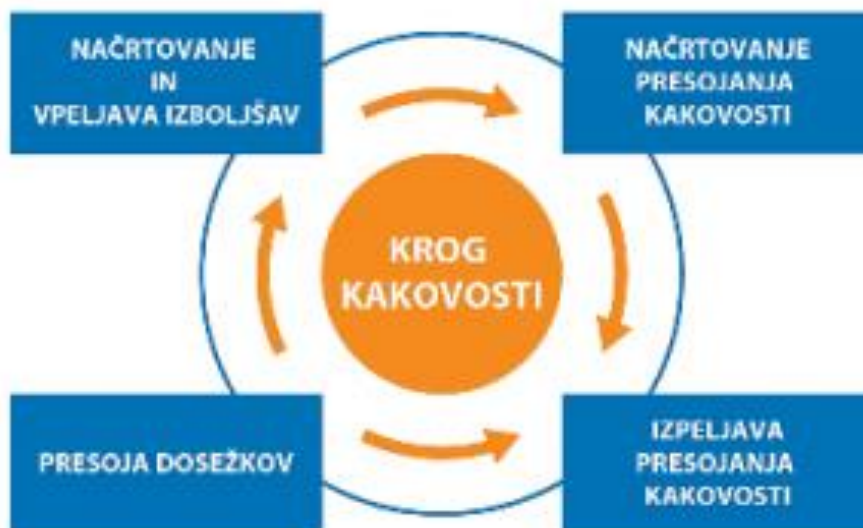 NAČRTOVANJE
IN
VPELJAVA IZBOLJŠAV
NAČRTOVANJE
PRESOJANJA
KAKOVOSTI
KROG
KAKOVOSTI
PRESOJA DOSEŽKOV
IZPELJAVA
PRESOJANJA
KAKOVOSTI